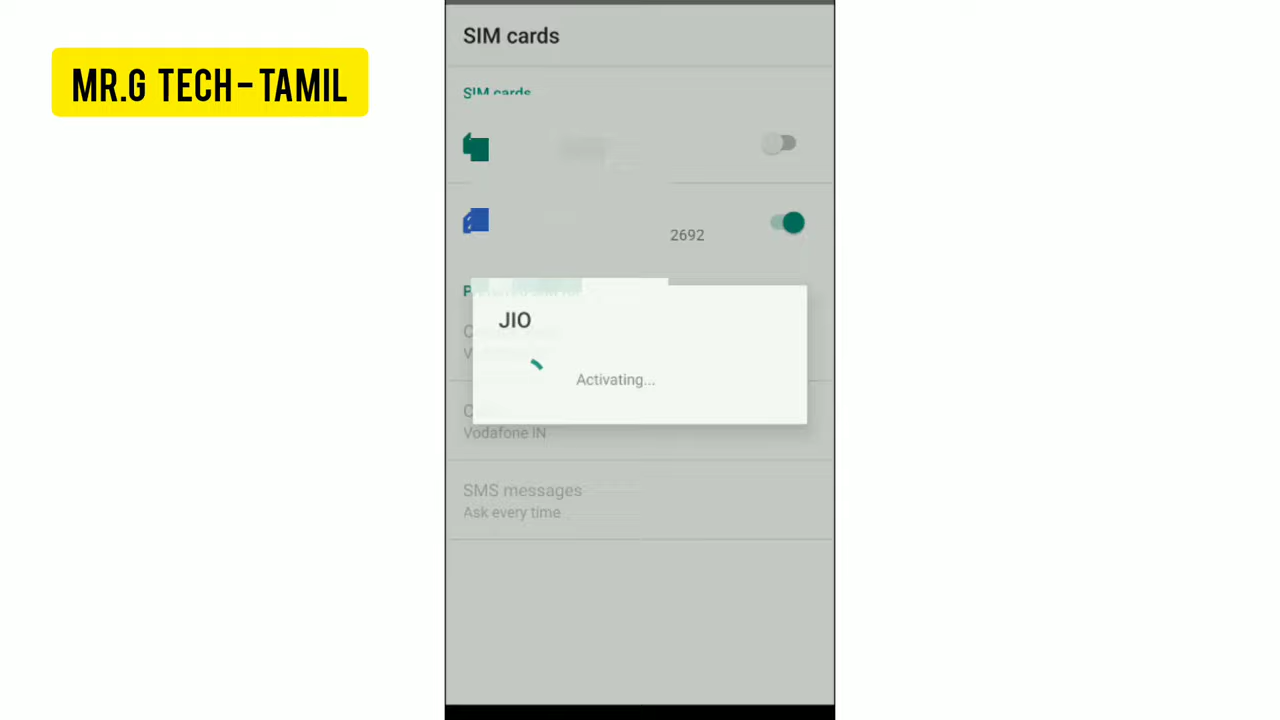 MR.G TECH – TAMIL
SIM cards
SIM cards
2692
JIO
Activating...
Vodafone IN
SMS messages
Ask every time